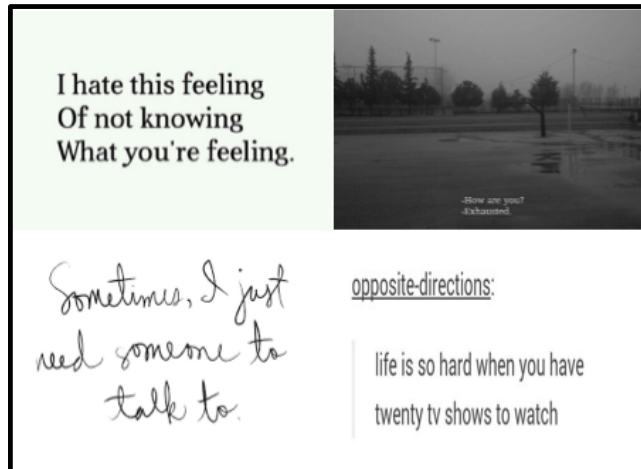 I hate this feeling
Of not knowing
What you're feeling.
-How are you?
-Exhausted.
Sometimes, I just
need someone to
talk to.
opposite-directions:
life is so hard when you have
twenty tv shows to watch